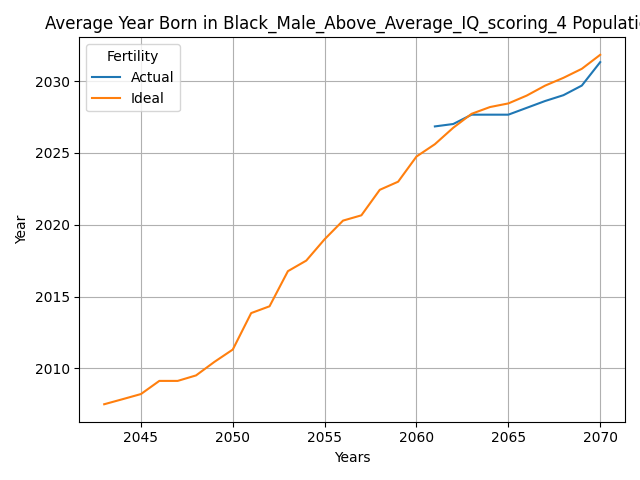 Average Year Born in Black_Male_Above_Average_IQ_scoring_4 Populati
Fertility
Actual
Ideal
2030
2025
2020
2015
2010
Year
2045 2050 2055 2060 2065 2070
Years